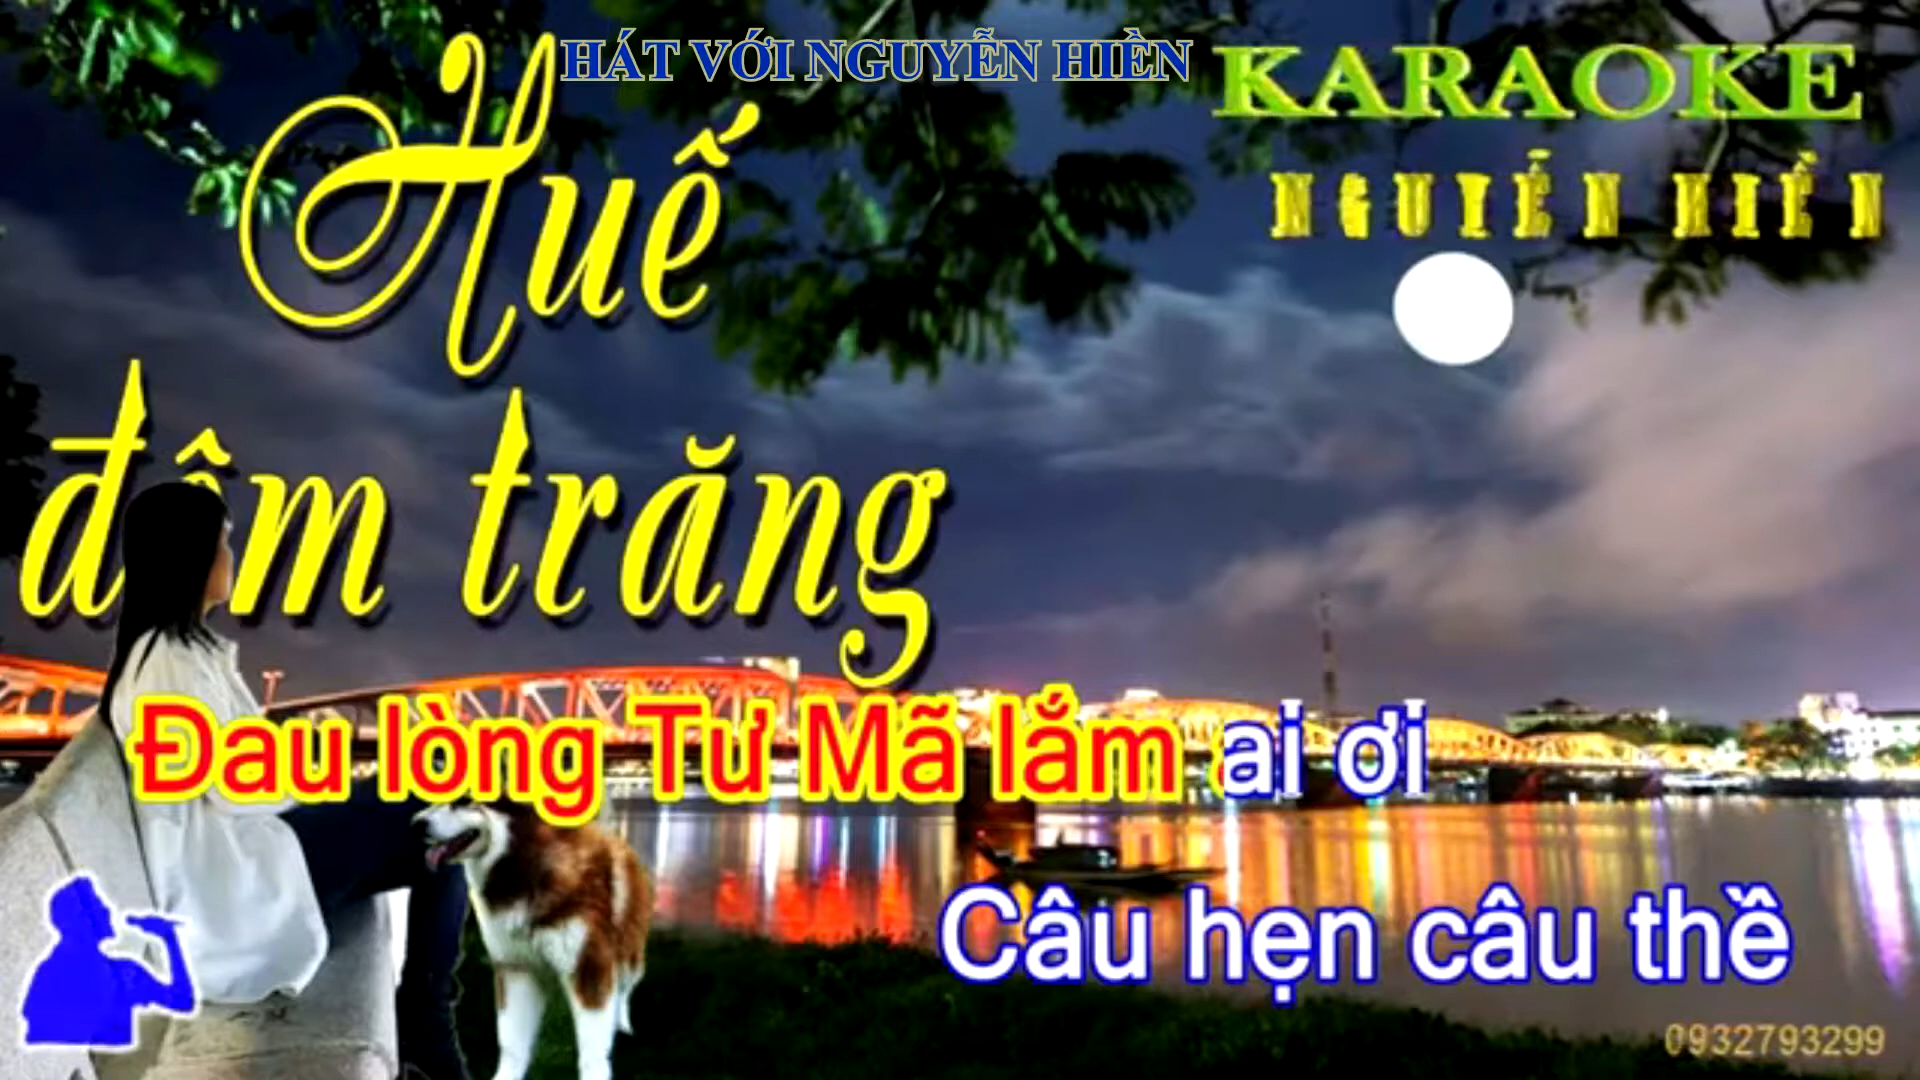 HÁT VỚI NGUYỄN HIỀN
KARAOKE
NGUYỄN HIỀN
Huế
đêm trăng
Đau lòng Tư Mã lắm ai ơi
Câu hẹn câu thề
0932793299